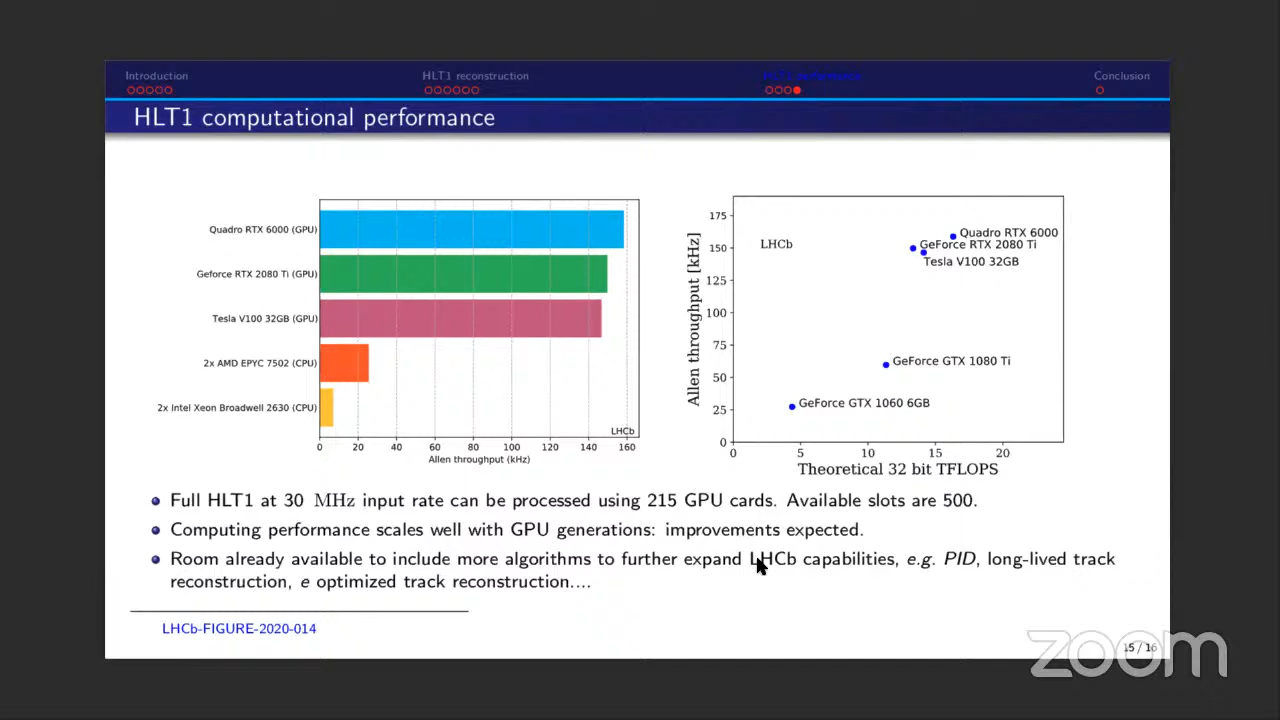 Introduction
HLT1 reconstruction
HLT1 performance
Conclusion
HLT1 computational performance
Quadro RTX 6000 (GPU)
Geforce RTX 2080 Ti (GPU)
Tesla V100 32GB (GPU)
2x AMD EPYC 7502 (CPU)
2x Intel Xeon Broadwell 2630 (CPU)
LHCb
0 20 40 60 80 100 120 140 160
Allen throughput (kHz)
Allen throughput [kHz]
175
150
125
100
75
50
25
0
LHCb
Quadro RTX 6000
GeForce RTX 2080 Ti
Tesla V100 32GB
GeForce GTX 1080 Ti
GeForce GTX 1060 6GB
0 5 10 15 20
Theoretical 32 bit TFLOPS
Full HLT1 at 30 MHz input rate can be processed using 215 GPU cards. Available slots are 500.
Computing performance scales well with GPU generations: improvements expected.
Room already available to include more algorithms to further expand LHCb capabilities, e.g. PID, long-lived track
reconstruction, e optimized track reconstruction....
LHCb-FIGURE-2020-014
15 / 16
zoom